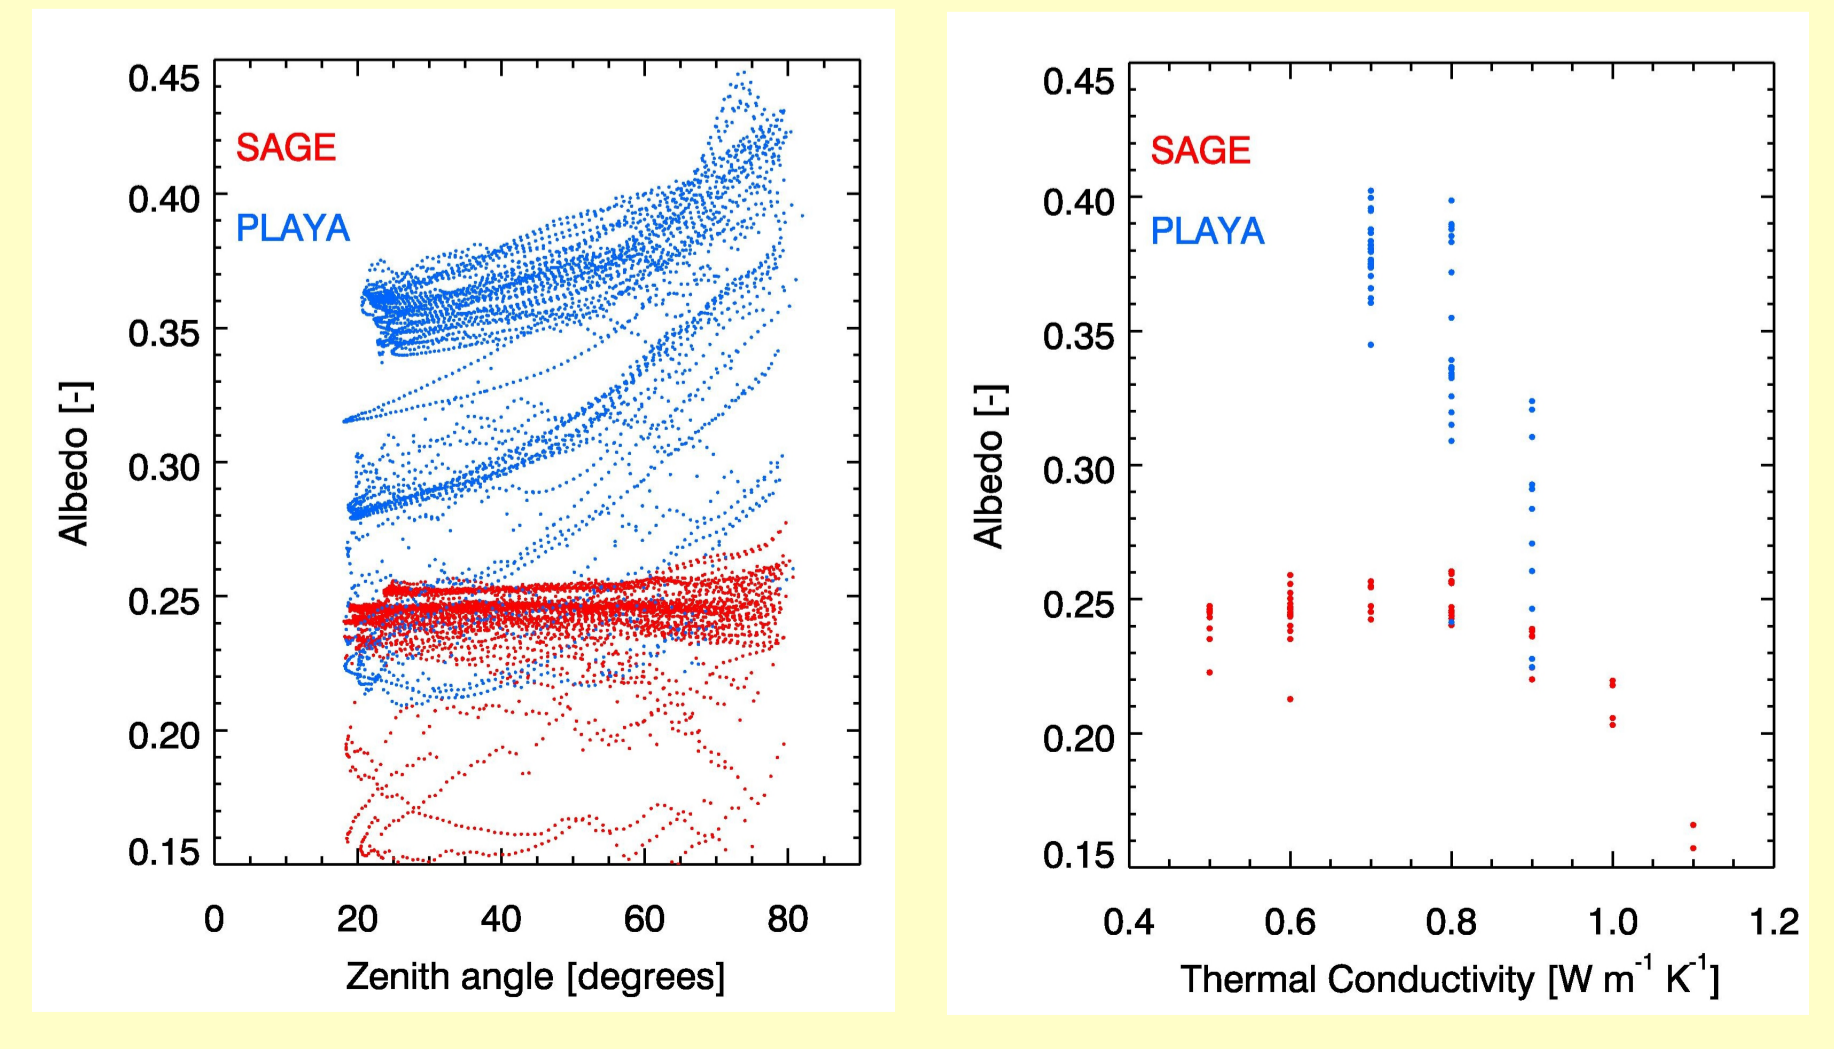 0.45
0.40
0.35
0.30
0.25
0.20
0.15
Albedo [-]
SAGE
PLAYA
0 20 40 60 80
Zenith angle [degrees]
0.45
0.40
0.35
0.30
0.25
0.20
0.15
Albedo [-]
SAGE
PLAYA
0.4 0.6 0.8 1.0 1.2
Thermal Conductivity [W m⁻¹ K⁻¹]